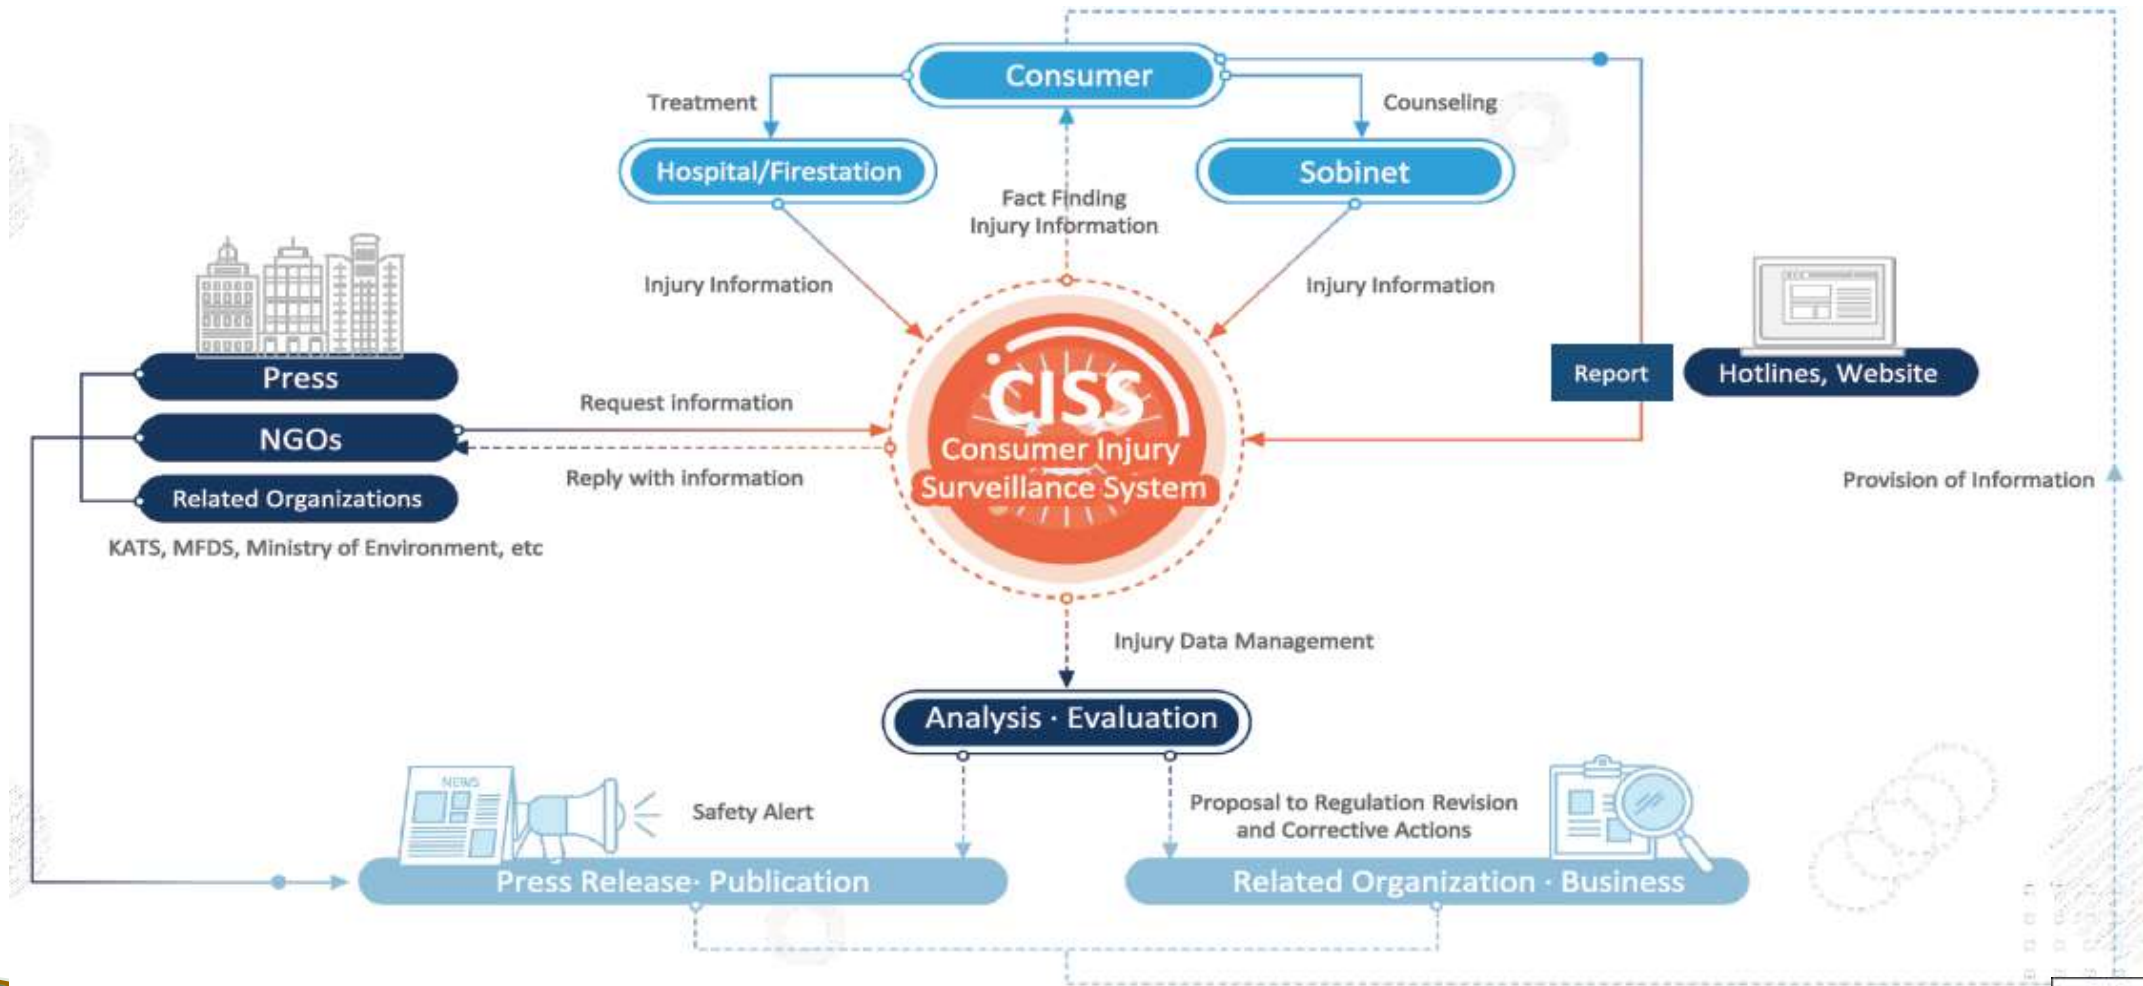 Consumer
Treatment
Counseling
Hospital/Firestation
Sobinet
Fact Finding
Injury Information
Injury Information
Injury Information
Press
Request information
NGOs
Reply with information
Related Organizations
KATS, MFDS, Ministry of Environment, etc
CISS
Consumer Injury
Surveillance System
Report
Hotlines, Website
Provision of Information
Injury Data Management
Analysis · Evaluation
NEWS
Safety Alert
Proposal to Regulation Revision
and Corrective Actions
Press Release· Publication
Related Organization · Business